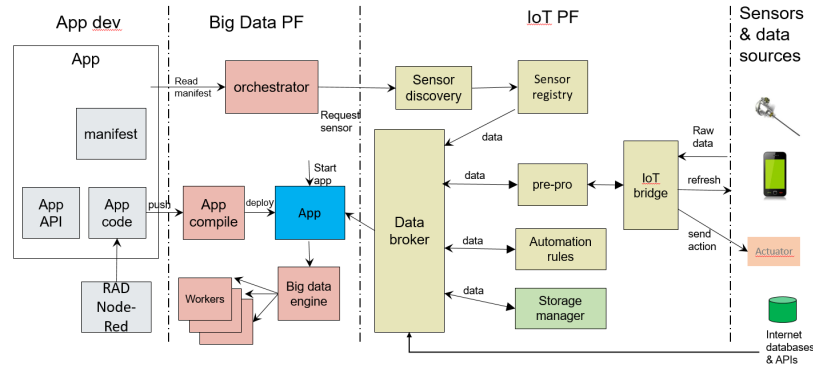 App dev
Big Data PF
IoT PF
Sensors
& data
sources
App
Read
manifest
orchestrator
Request
sensor
Sensor
discovery
Sensor
registry
data
manifest
Start
app
Raw
data
data
pre-pro
IoT
bridge
refresh
App
API
App
code
push
App
compile
deploy
App
Data
broker
send
action
data
Automation
rules
Actuator
RAD
Node-
Red
Workers
Big data
engine
data
Storage
manager
Internet
databases
& APIs